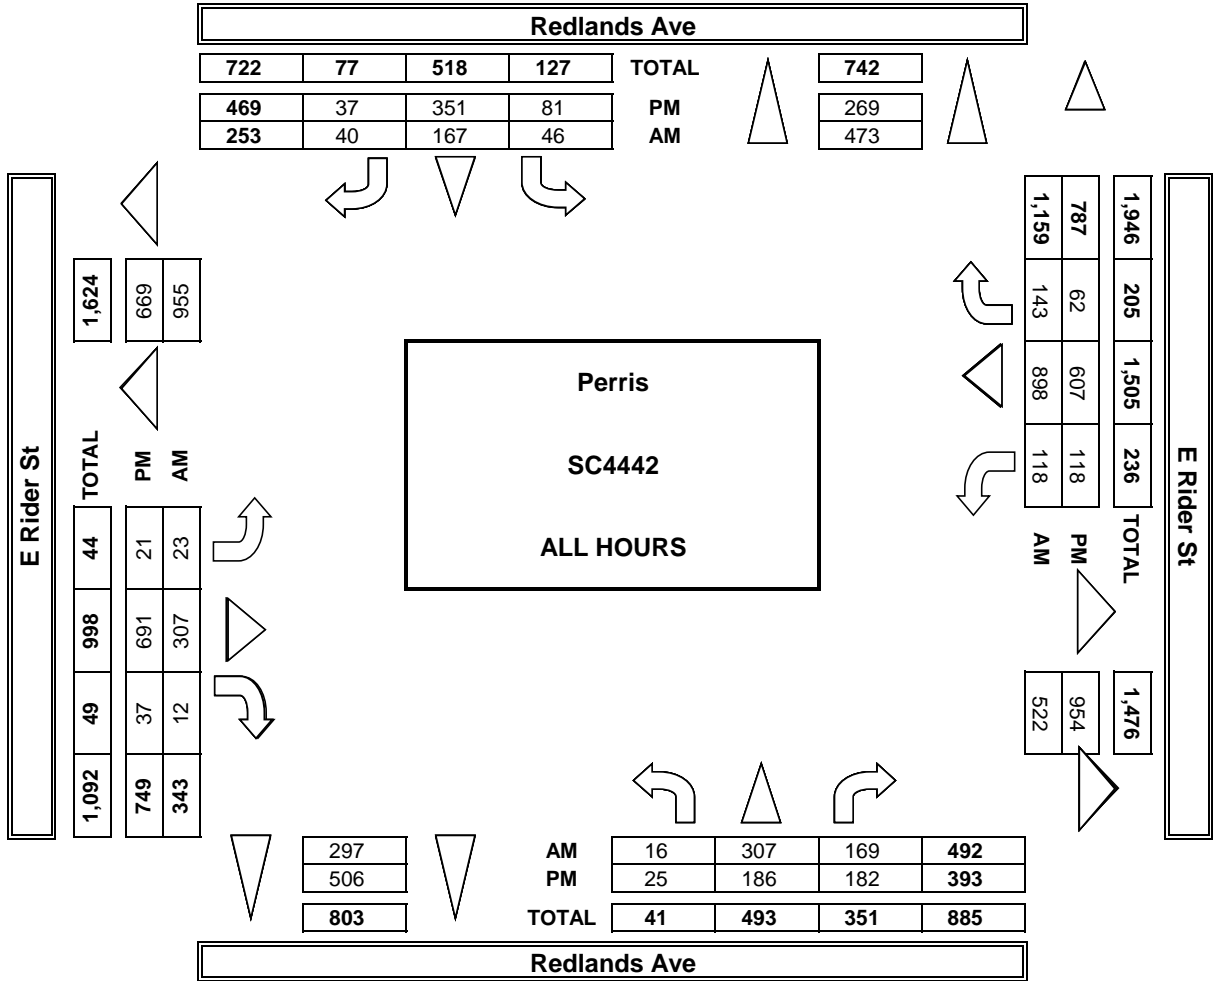 Redlands Ave
722 77 518 127 TOTAL 742
469 37 351 81 PM 269
253 40 167 46 AM 473
E Rider St
1,624
669
955
TOTAL
PM
AM
44 998 49 1,092
21 691 37 749
23 307 12 343
Perris
SC4442
ALL HOURS
1,946 205 1,505 236 TOTAL 1,476
787 62 607 118 PM 954
1,159 143 898 118 AM 522
E Rider St
297 AM 16 307 169 492
506 PM 25 186 182 393
803 TOTAL 41 493 351 885
Redlands Ave